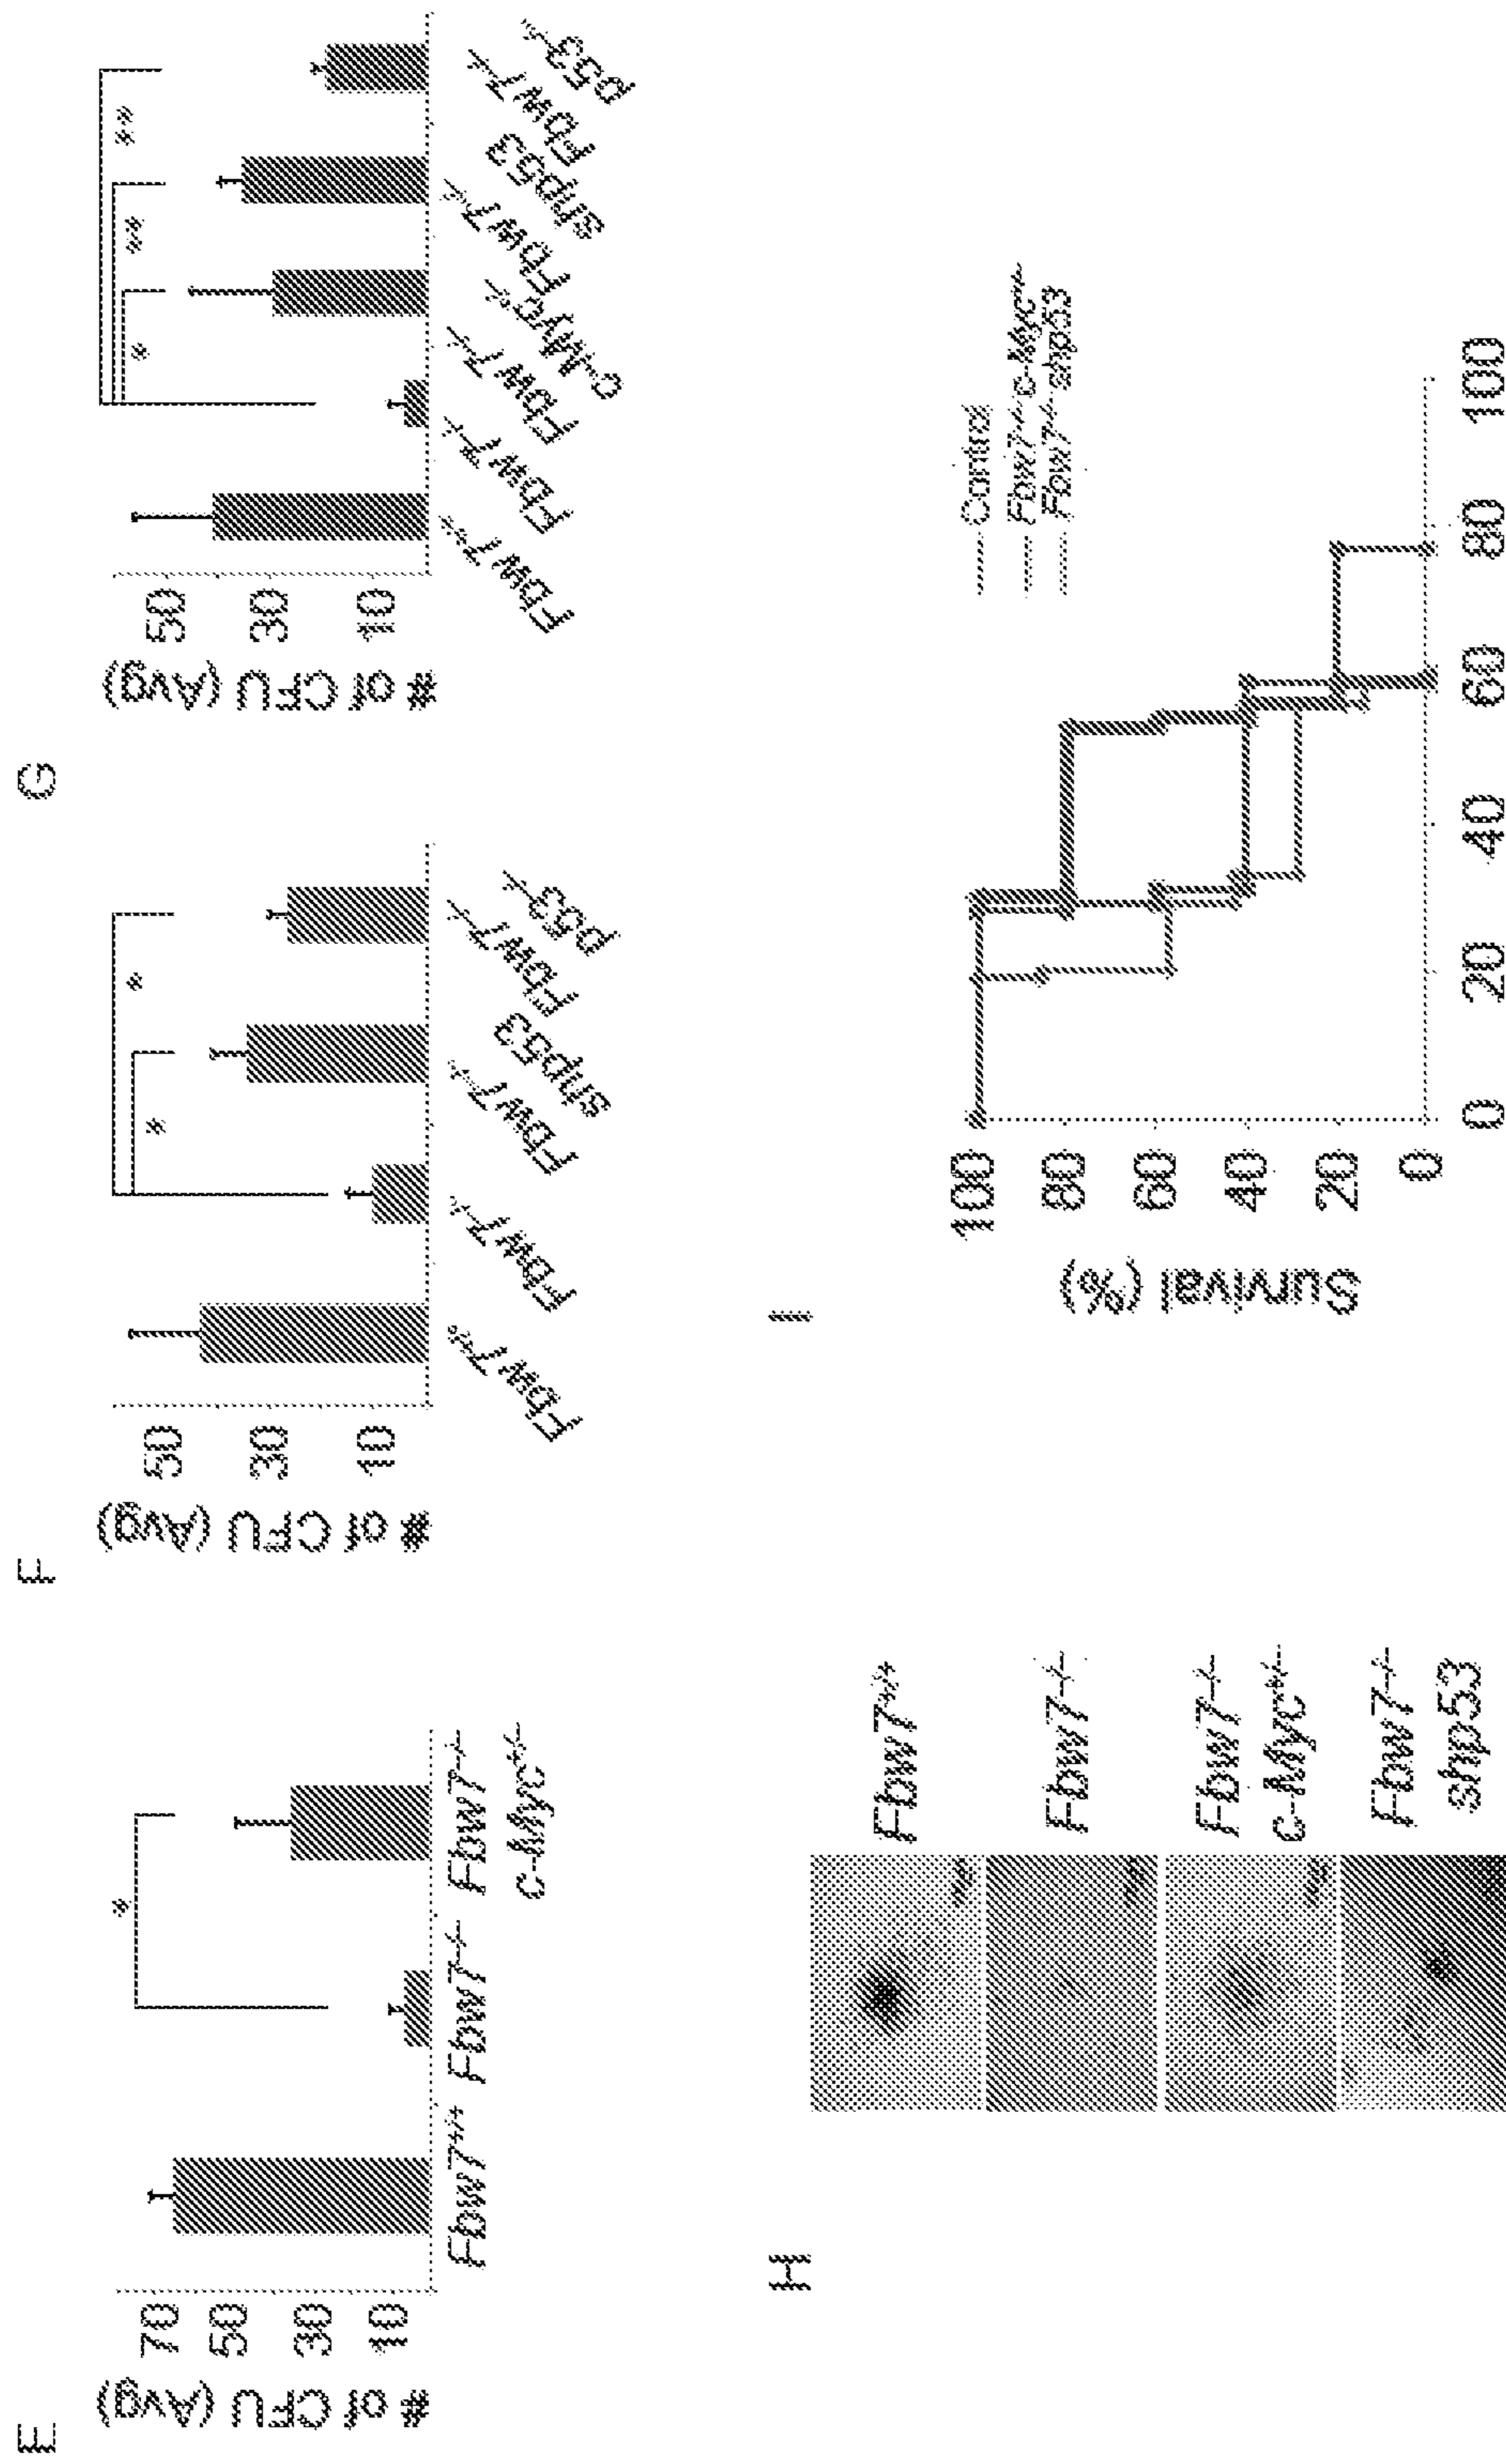 E
# of CFU (Avg)
70
50
30
10
Fbw7+/+ Fbw7-/- Fbw7-/-
c-Myc+/-
*
F
# of CFU (Avg)
50
30
10
Fbw7+/+
Fbw7-/-
Fbw7-/-
shp53
Fbw7-/-
p53-/-
*
*
G
# of CFU (Avg)
50
30
10
Fbw7+/+
Fbw7-/-
Fbw7-/-
c-Myc+/-
Fbw7-/-
shp53
Fbw7-/-
p53-/-
*
**
**
H
Fbw7+/+
Fbw7-/-
Fbw7-/-
c-Myc+/-
Fbw7-/-
shp53
I
Survival (%)
100
80
60
40
20
0
0 20 40 60 80 100
Control
Fbw7-/- c-Myc+/-
Fbw7-/- shp53